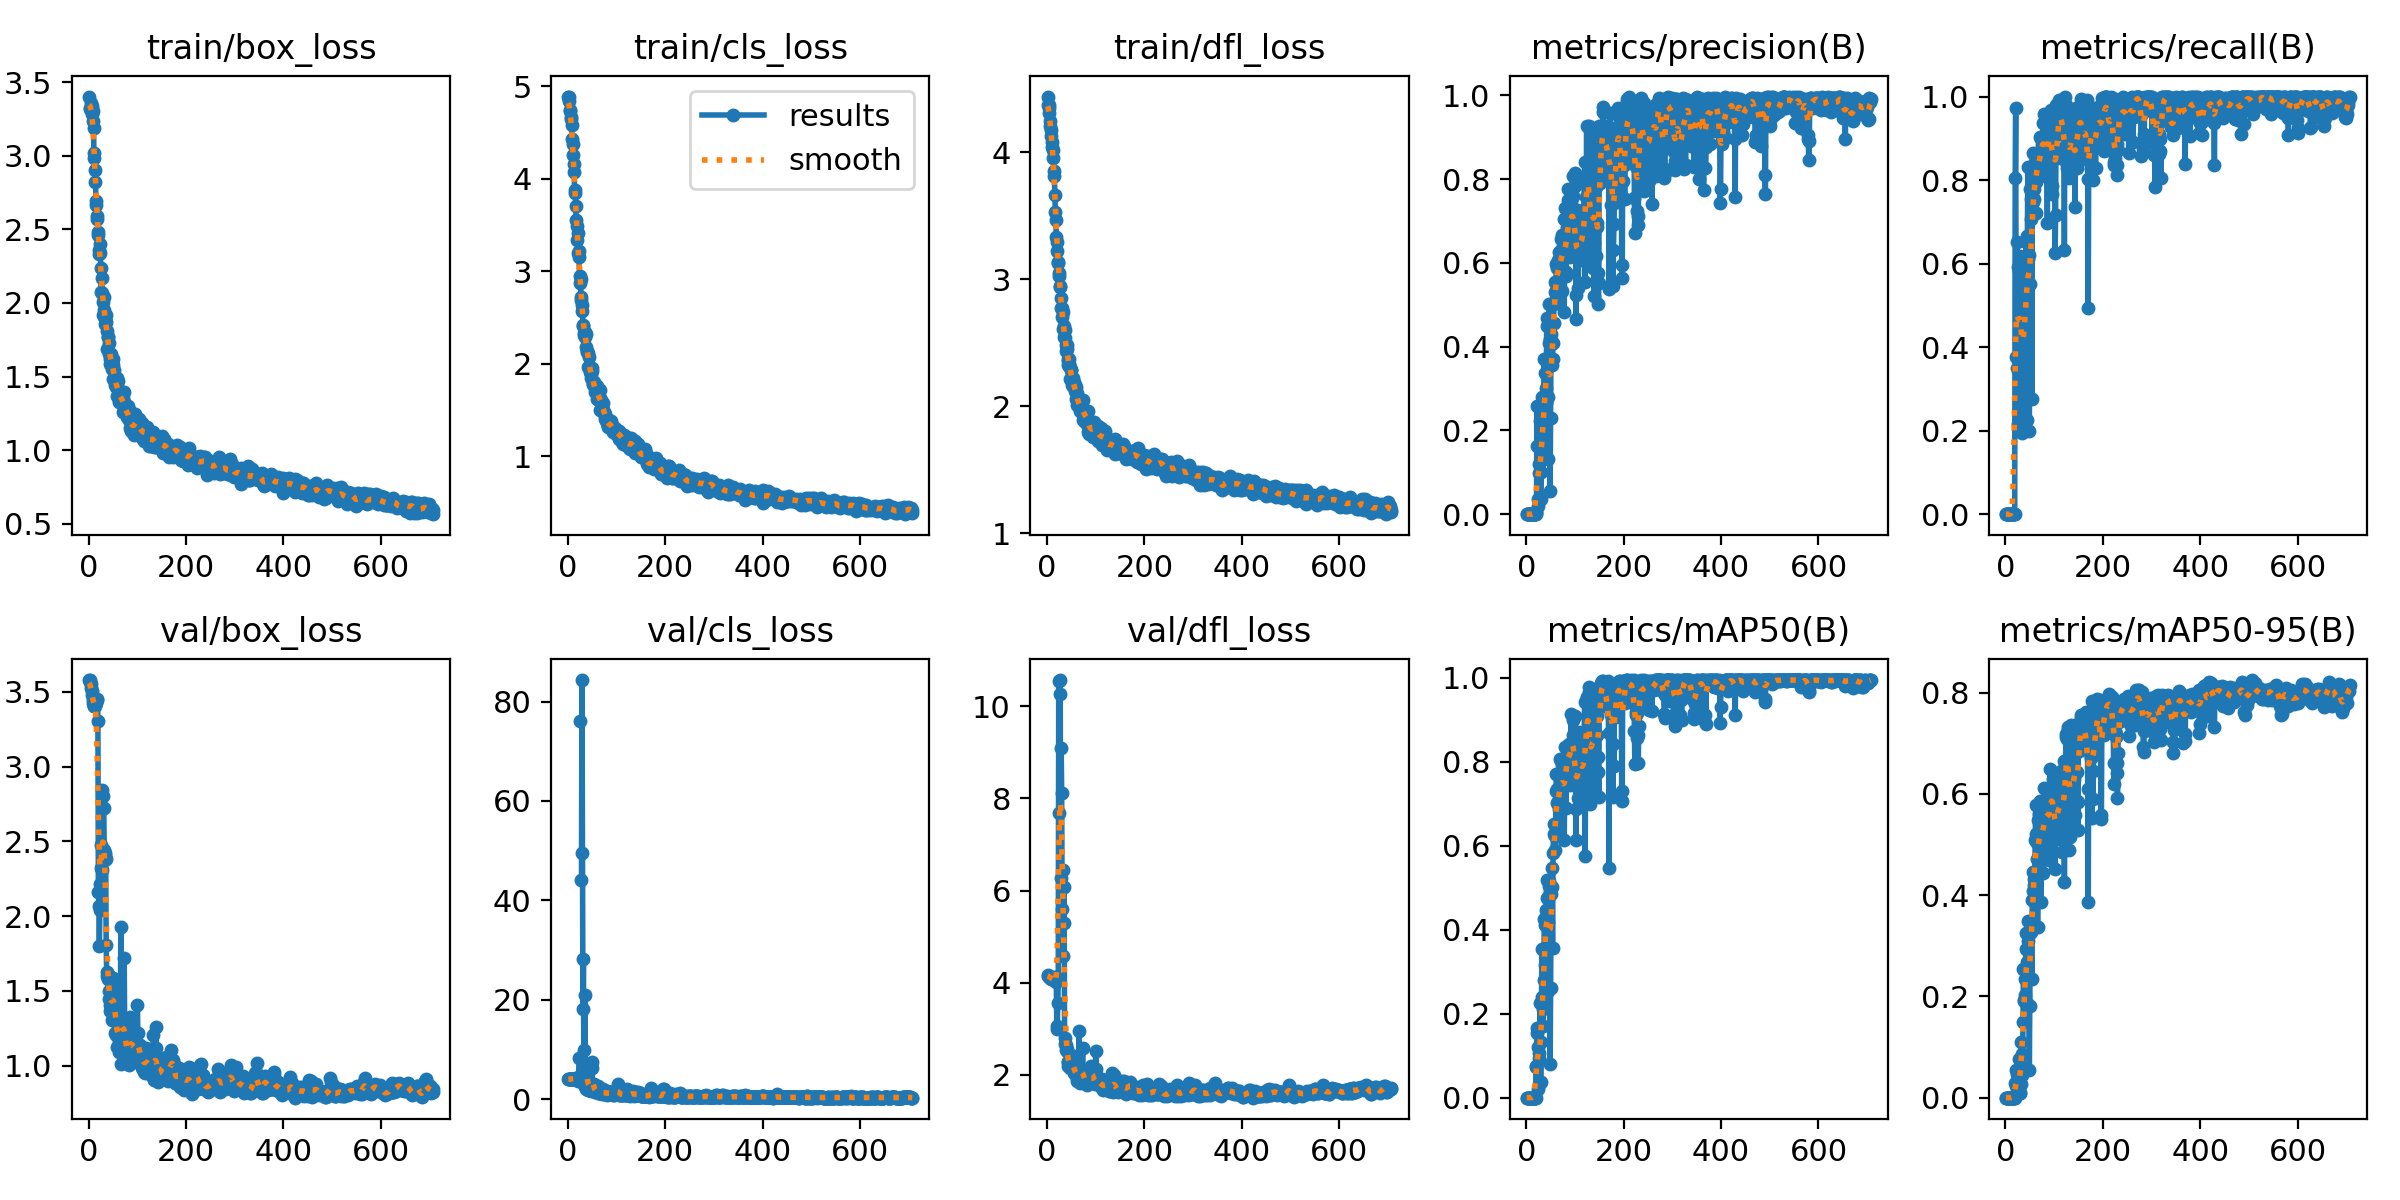 train/box_loss
3.5
3.0
2.5
2.0
1.5
1.0
0.5
0 200 400 600
train/cls_loss
5
4
3
2
1
results
smooth
0 200 400 600
train/dfl_loss
4
3
2
1
0 200 400 600
metrics/precision(B)
1.0
0.8
0.6
0.4
0.2
0.0
0 200 400 600
metrics/recall(B)
1.0
0.8
0.6
0.4
0.2
0.0
0 200 400 600
val/box_loss
3.5
3.0
2.5
2.0
1.5
1.0
0 200 400 600
val/cls_loss
80
60
40
20
0
0 200 400 600
val/dfl_loss
10
8
6
4
2
0 200 400 600
metrics/mAP50(B)
1.0
0.8
0.6
0.4
0.2
0.0
0 200 400 600
metrics/mAP50-95(B)
0.8
0.6
0.4
0.2
0.0
0 200 400 600